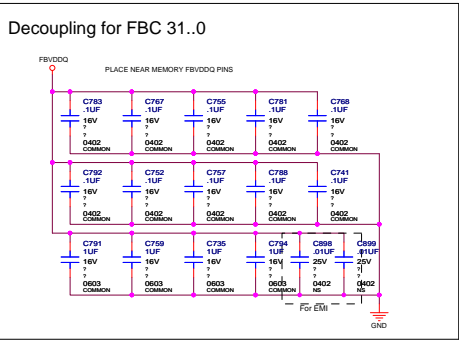 Decoupling for FBC 31..0
FBVDDQ
PLACE NEAR MEMORY FBVDDQ PINS
C783 C767 C755 C781 C768
.1UF .1UF .1UF .1UF .1UF
16V 16V 16V 16V 16V
? ? ? ? ?
? ? ? ? ?
0402 0402 0402 0402 0402
COMMON COMMON COMMON COMMON COMMON
C792 C752 C757 C788 C741
.1UF .1UF .1UF .1UF .1UF
16V 16V 16V 16V 16V
? ? ? ? ?
? ? ? ? ?
0402 0402 0402 0402 0402
COMMON COMMON COMMON COMMON COMMON
C791 C759 C735 C794 C898 C899
1UF 1UF 1UF 1UF .01UF .01UF
16V 16V 16V 16V 25V 25V
? ? ? ? ? ?
? ? ? ? ? ?
0603 0603 0603 0603 0402 0402
COMMON COMMON COMMON COMMON NS NS
For EMI
GND